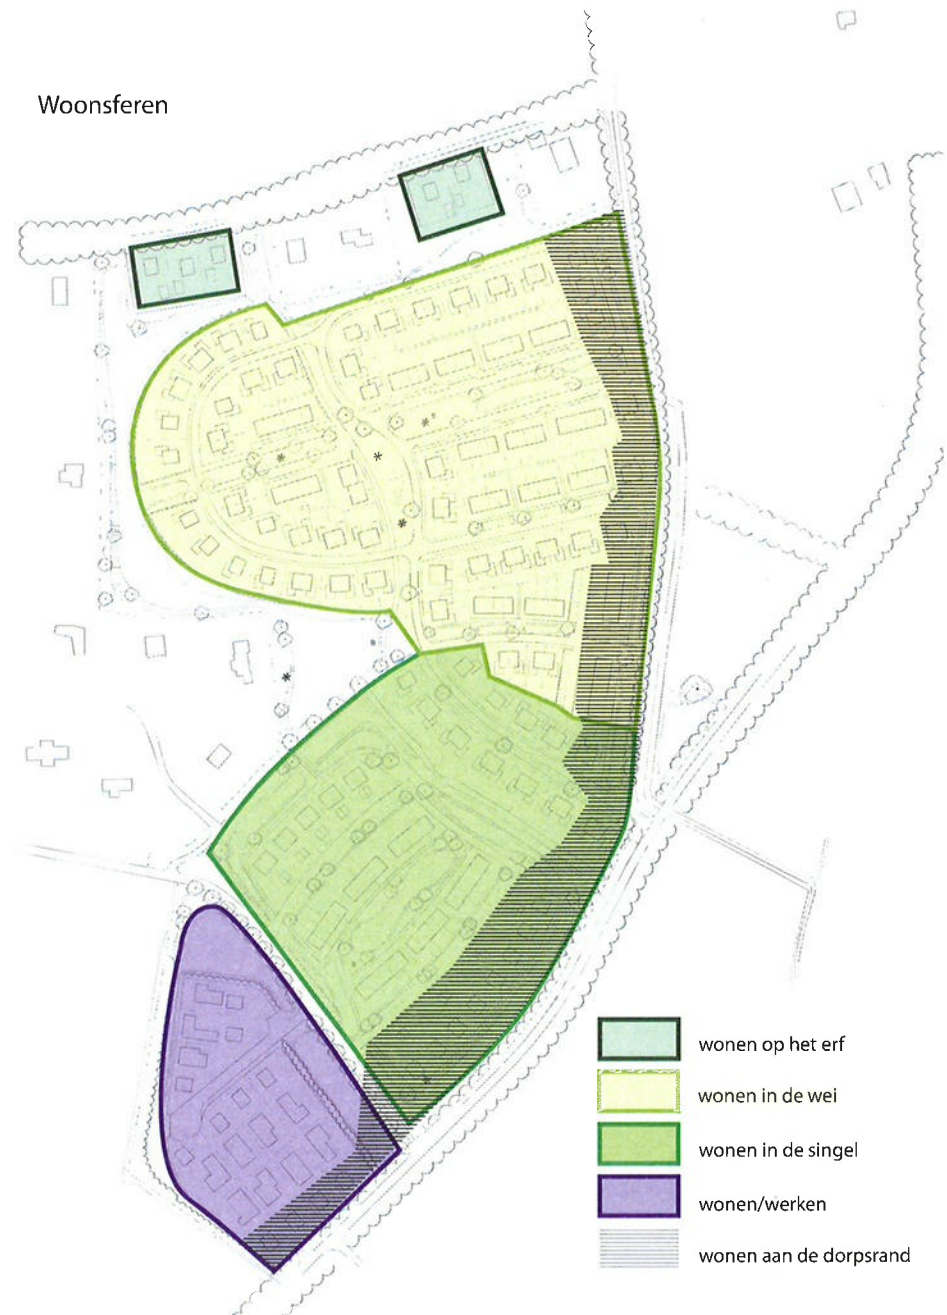 Woonsferen
wonen op het erf
wonen in de wei
wonen in de singel
wonen/werken
wonen aan de dorpsrand